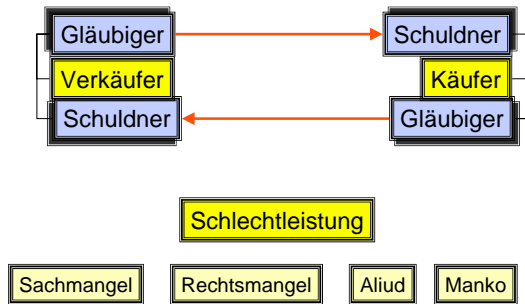 Gläubiger Schuldner
Verkäufer Käufer
Schuldner Gläubiger
Schlechtleistung
Sachmangel Rechtsmangel Aliud Manko